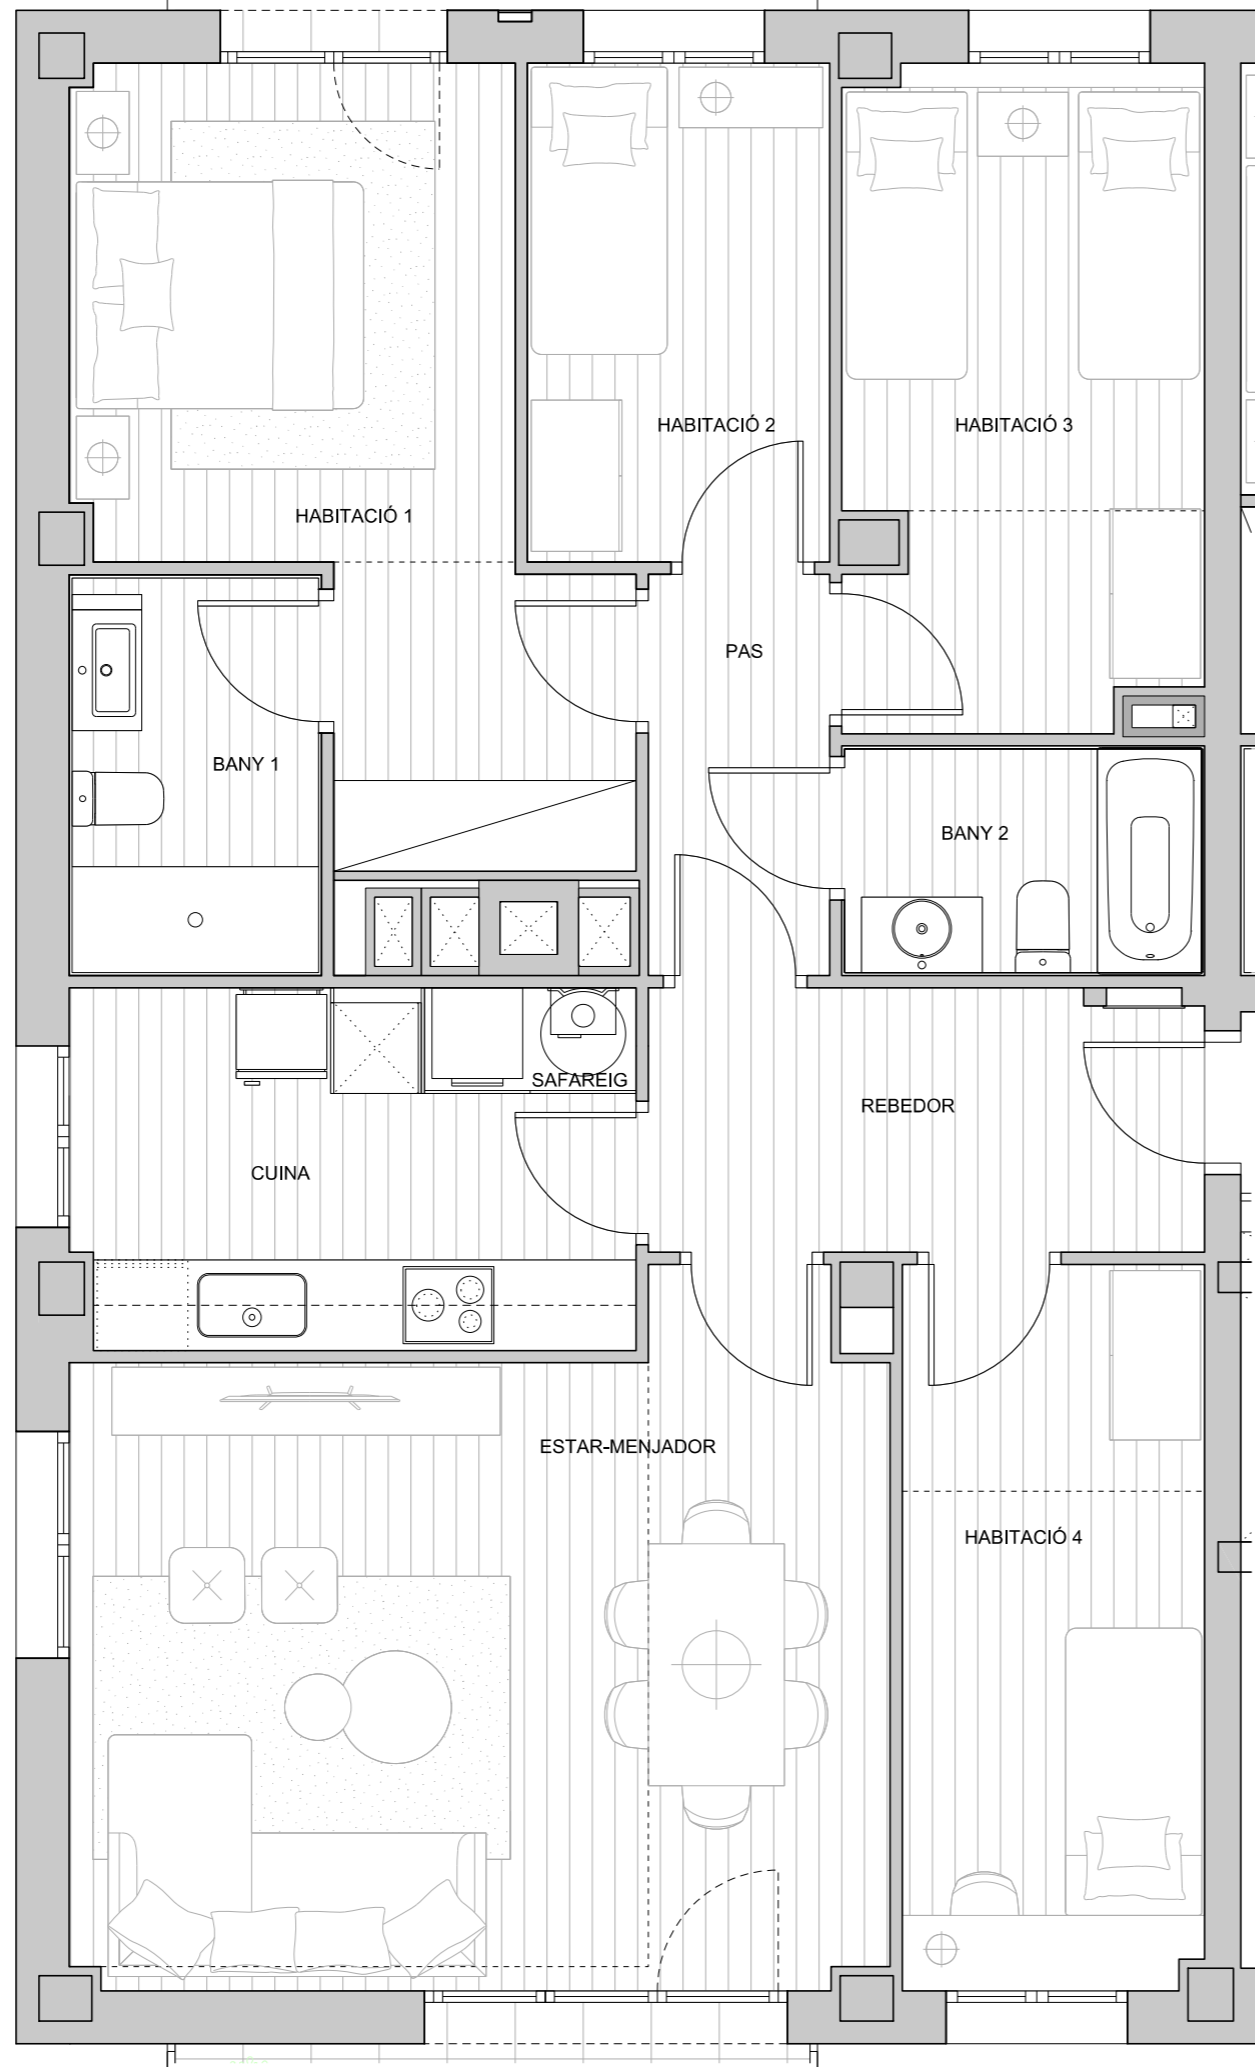 HABITACIÓ 2
HABITACIÓ 3
HABITACIÓ 1
PAS
BANY 1
BANY 2
SAFAREIG
REBEDOR
CUINA
ESTAR-MENJADOR
HABITACIÓ 4